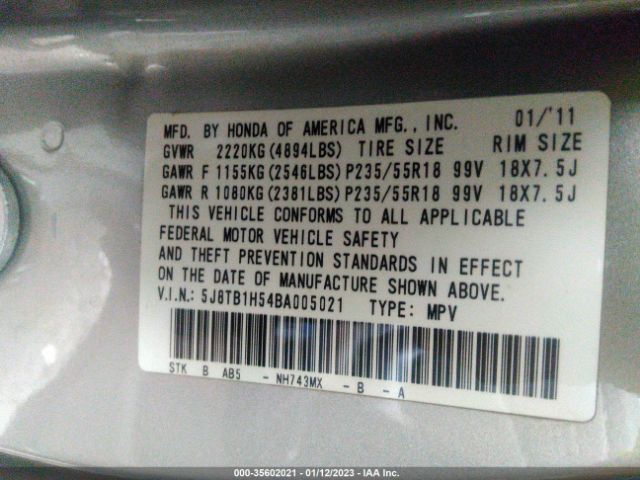 MFD. BY HONDA OF AMERICA MFG., INC. 01/'11
GVWR 2220KG(4894LBS) TIRE SIZE RIM SIZE
GAWR F 1155KG(2546LBS) P235/55R18 99V 18X7.5J
GAWR R 1080KG(2381LBS) P235/55R18 99V 18X7.5J
THIS VEHICLE CONFORMS TO ALL APPLICABLE
FEDERAL MOTOR VEHICLE SAFETY
AND THEFT PREVENTION STANDARDS IN EFFECT
ON THE DATE OF MANUFACTURE SHOWN ABOVE.
V.I.N.: 5J8TB1H54BA005021 TYPE: MPV
STK B AB5 - NH743MX - B - A
000-35602021 - 01/12/2023 - IAA Inc.